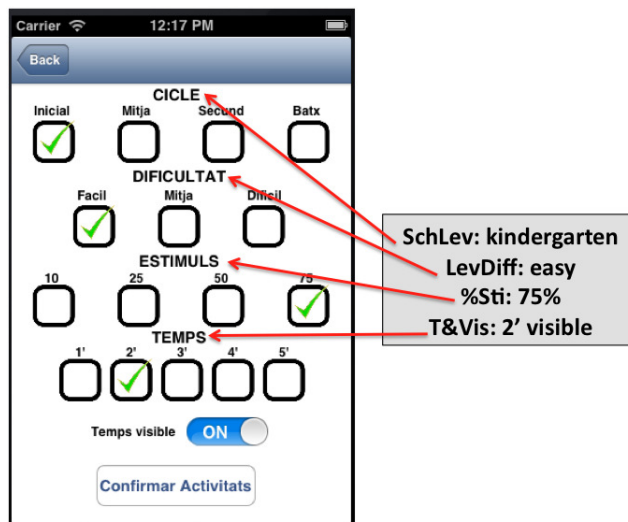 Carrier 12:17 PM
Back
CICLE
Inicial Mitja Secund Batx
DIFICULTAT
Facil Mitja Dificil
ESTIMULS
10 25 50 75
TEMPS
1' 2' 3' 4' 5'
Temps visible ON
Confirmar Activitats
SchLev: kindergarten
LevDiff: easy
%Sti: 75%
T&Vis: 2’ visible